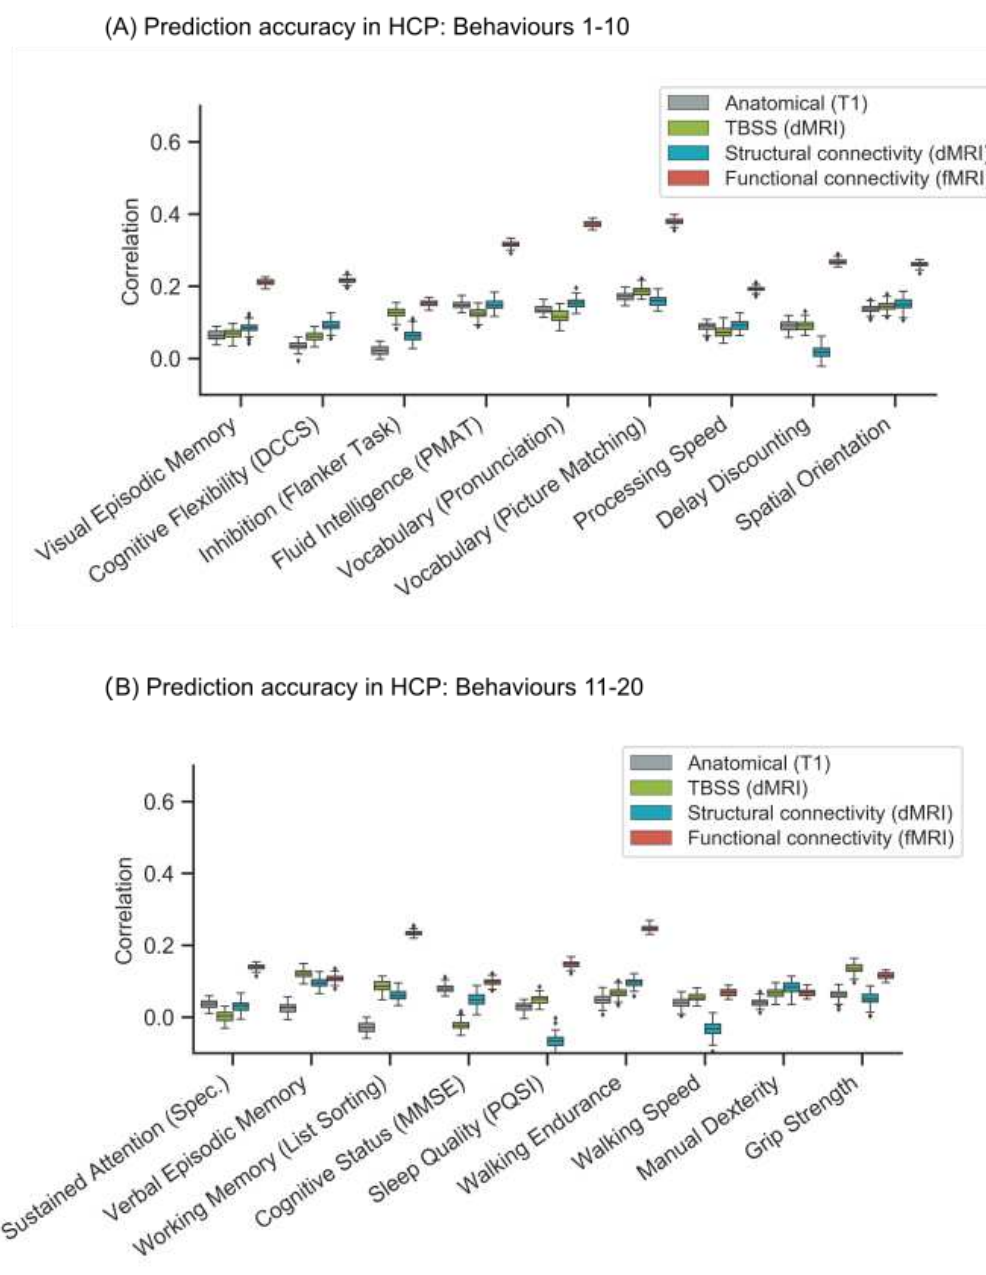 (A) Prediction accuracy in HCP: Behaviours 1-10
Anatomical (T1)
TBSS (dMRI)
Structural connectivity (dMRI)
Functional connectivity (fMRI
0.6
0.4
0.2
0.0
Correlation
Visual Episodic Memory
Cognitive Flexibility (DCCS)
Inhibition (Flanker Task)
Fluid Intelligence (PMAT)
Vocabulary (Pronunciation)
Vocabulary (Picture Matching)
Processing Speed
Delay Discounting
Spatial Orientation
(B) Prediction accuracy in HCP: Behaviours 11-20
Anatomical (T1)
TBSS (dMRI)
Structural connectivity (dMRI)
Functional connectivity (fMRI)
0.6
0.4
0.2
0.0
Correlation
Sustained Attention (Spec.)
Verbal Episodic Memory
Working Memory (List Sorting)
Cognitive Status (MMSE)
Sleep Quality (PQSI)
Walking Endurance
Walking Speed
Manual Dexterity
Grip Strength